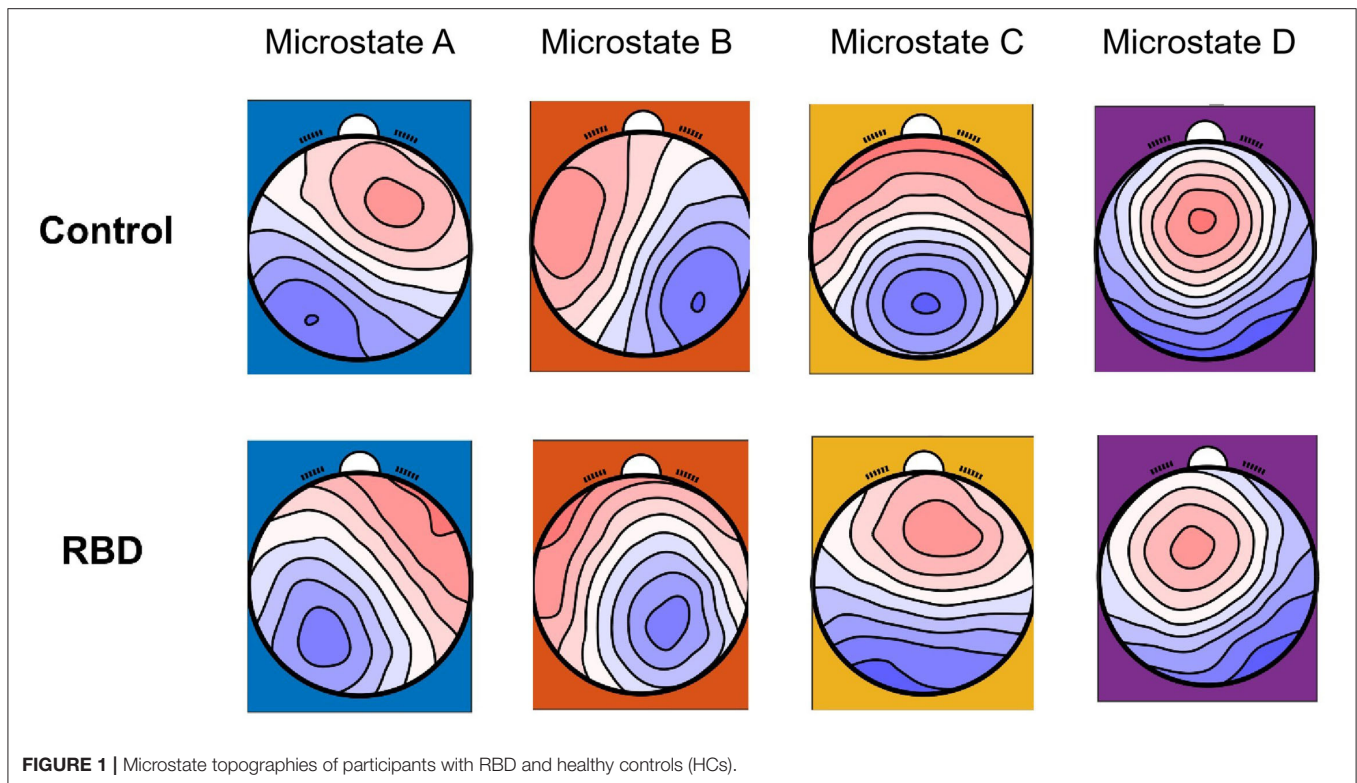 Microstate A Microstate B Microstate C Microstate D
Control
RBD
FIGURE 1 | Microstate topographies of participants with RBD and healthy controls (HCs).